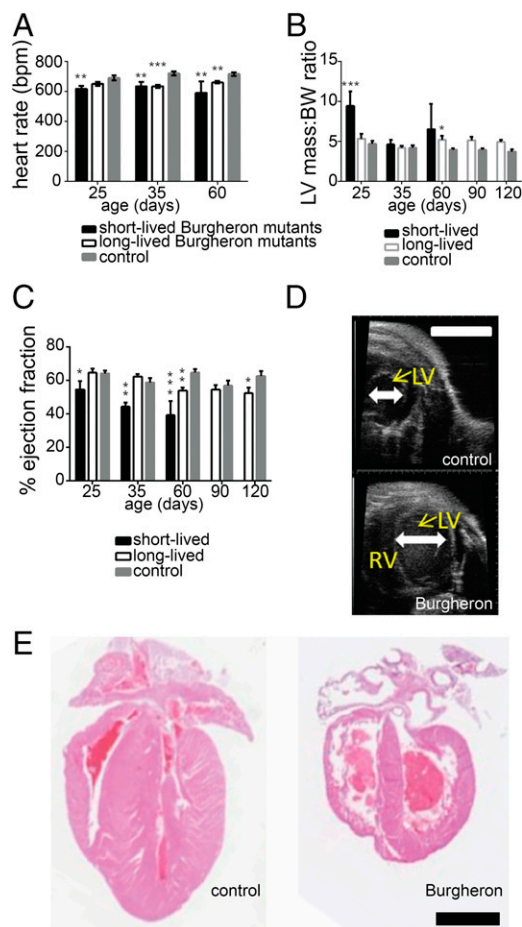 A
heart rate (bpm)
800
600
400
200
0
** ** *** ** **
25 35 60
age (days)
short-lived Burgheron mutants
long-lived Burgheron mutants
control
B
LV mass:BW ratio
15
10
5
0
*** *
25 35 60 90 120
age (days)
short-lived
long-lived
control
C
% ejection fraction
80
60
40
20
0
* ** *** ** *
25 35 60 90 120
age (days)
short-lived
long-lived
control
D
LV
control
LV
RV
Burgheron
E
control
Burgheron